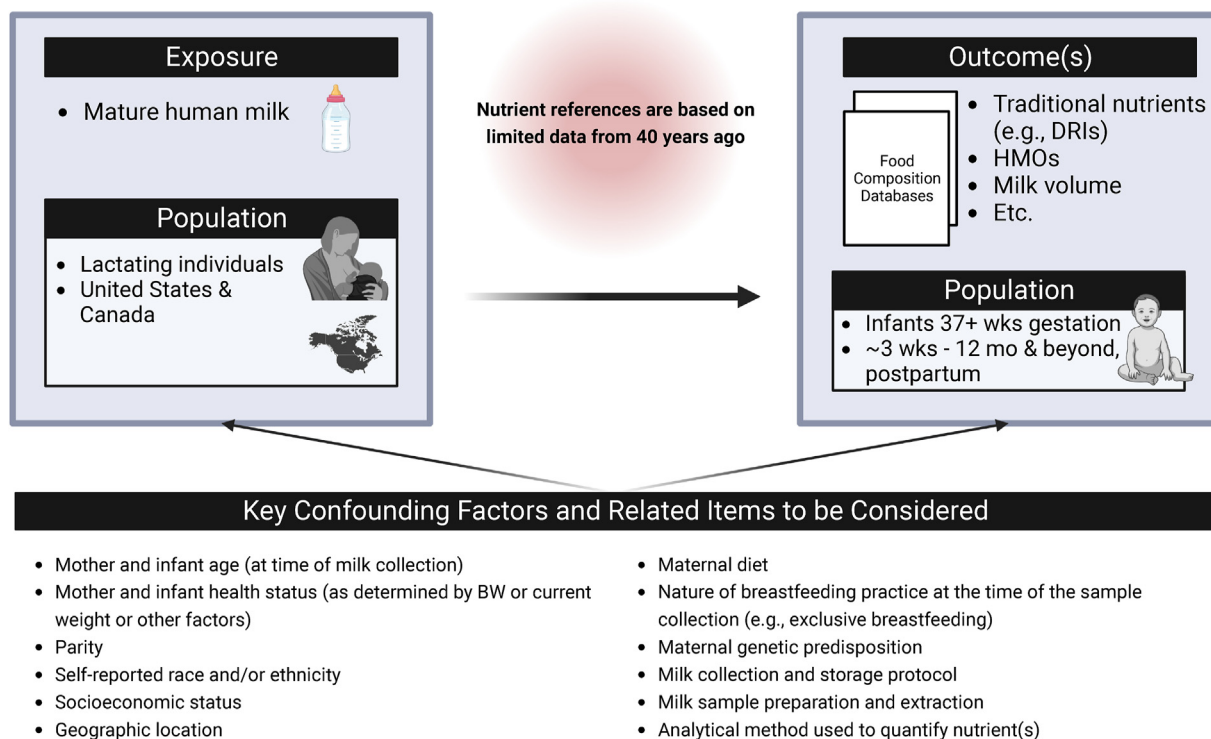 Exposure
• Mature human milk
Population
• Lactating individuals
• United States &
Canada
Nutrient references are based on
limited data from 40 years ago
Outcome(s)
Food
Composition
Databases
• Traditional nutrients
(e.g., DRIs)
• HMOs
• Milk volume
• Etc.
Population
• Infants 37+ wks gestation
• ~3 wks - 12 mo & beyond,
postpartum
Key Confounding Factors and Related Items to be Considered
• Mother and infant age (at time of milk collection)
• Mother and infant health status (as determined by BW or current
weight or other factors)
• Parity
• Self-reported race and/or ethnicity
• Socioeconomic status
• Geographic location
• Maternal diet
• Nature of breastfeeding practice at the time of the sample
collection (e.g., exclusive breastfeeding)
• Maternal genetic predisposition
• Milk collection and storage protocol
• Milk sample preparation and extraction
• Analytical method used to quantify nutrient(s)